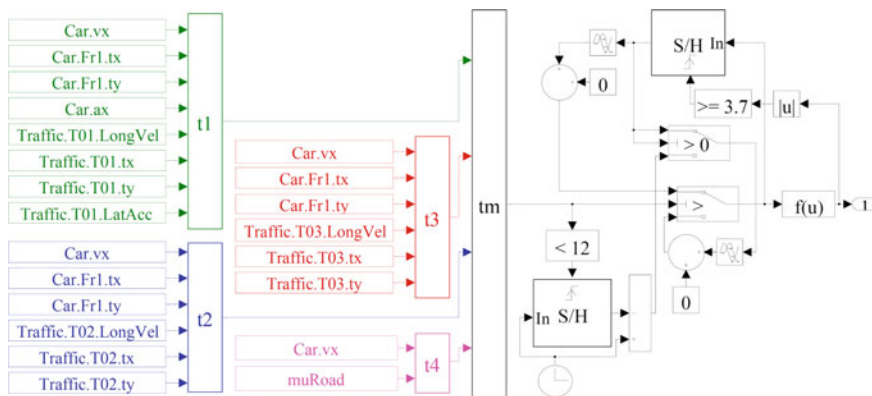 Car.vx
Car.Fr1.tx
Car.Fr1.ty
Car.ax
Traffic.T01.LongVel
Traffic.T01.tx
Traffic.T01.ty
Traffic.T01.LatAcc
t1
Car.vx
Car.Fr1.tx
Car.Fr1.ty
Traffic.T02.LongVel
Traffic.T02.tx
Traffic.T02.ty
t2
Car.vx
Car.Fr1.tx
Car.Fr1.ty
Traffic.T03.LongVel
Traffic.T03.tx
Traffic.T03.ty
t3
Car.vx
muRoad
t4
tm
S/H
In
0
>= 3.7
|u|
> 0
>
f(u)
1
< 12
0
In
S/H